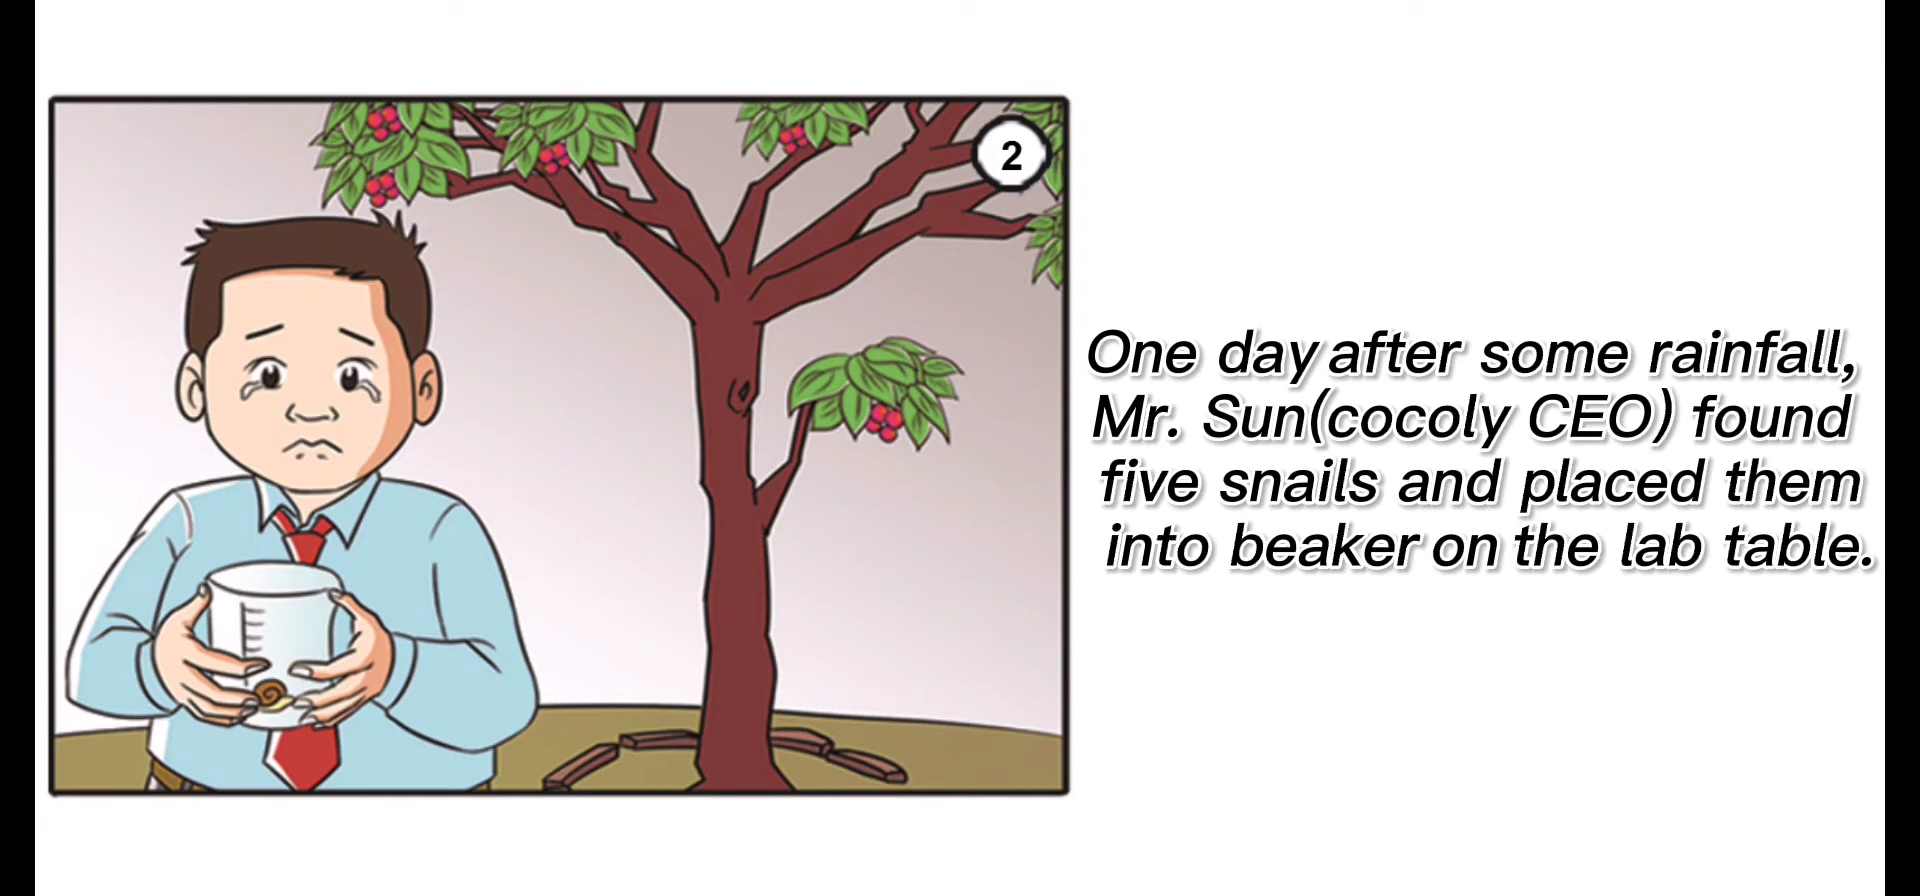 2
One day after some rainfall,
Mr. Sun(cocoly CEO) found
five snails and placed them
into beaker on the lab table.